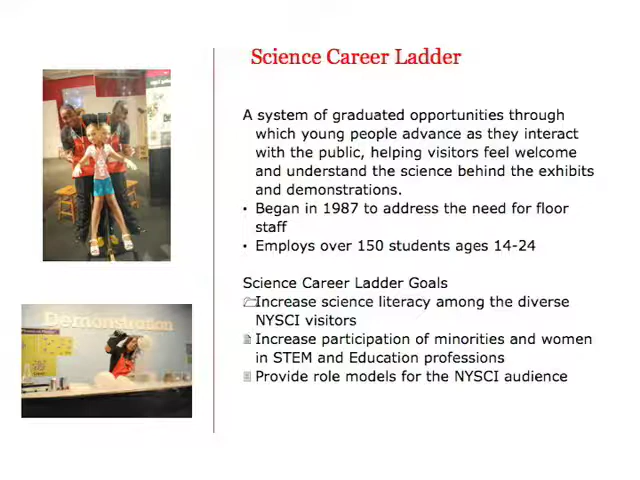 Science Career Ladder
A system of graduated opportunities through
which young people advance as they interact
with the public, helping visitors feel welcome
and understand the science behind the exhibits
and demonstrations.
• Began in 1987 to address the need for floor
staff
• Employs over 150 students ages 14-24
Science Career Ladder Goals
Increase science literacy among the diverse
NYSCI visitors
Increase participation of minorities and women
in STEM and Education professions
Provide role models for the NYSCI audience
Demonstration